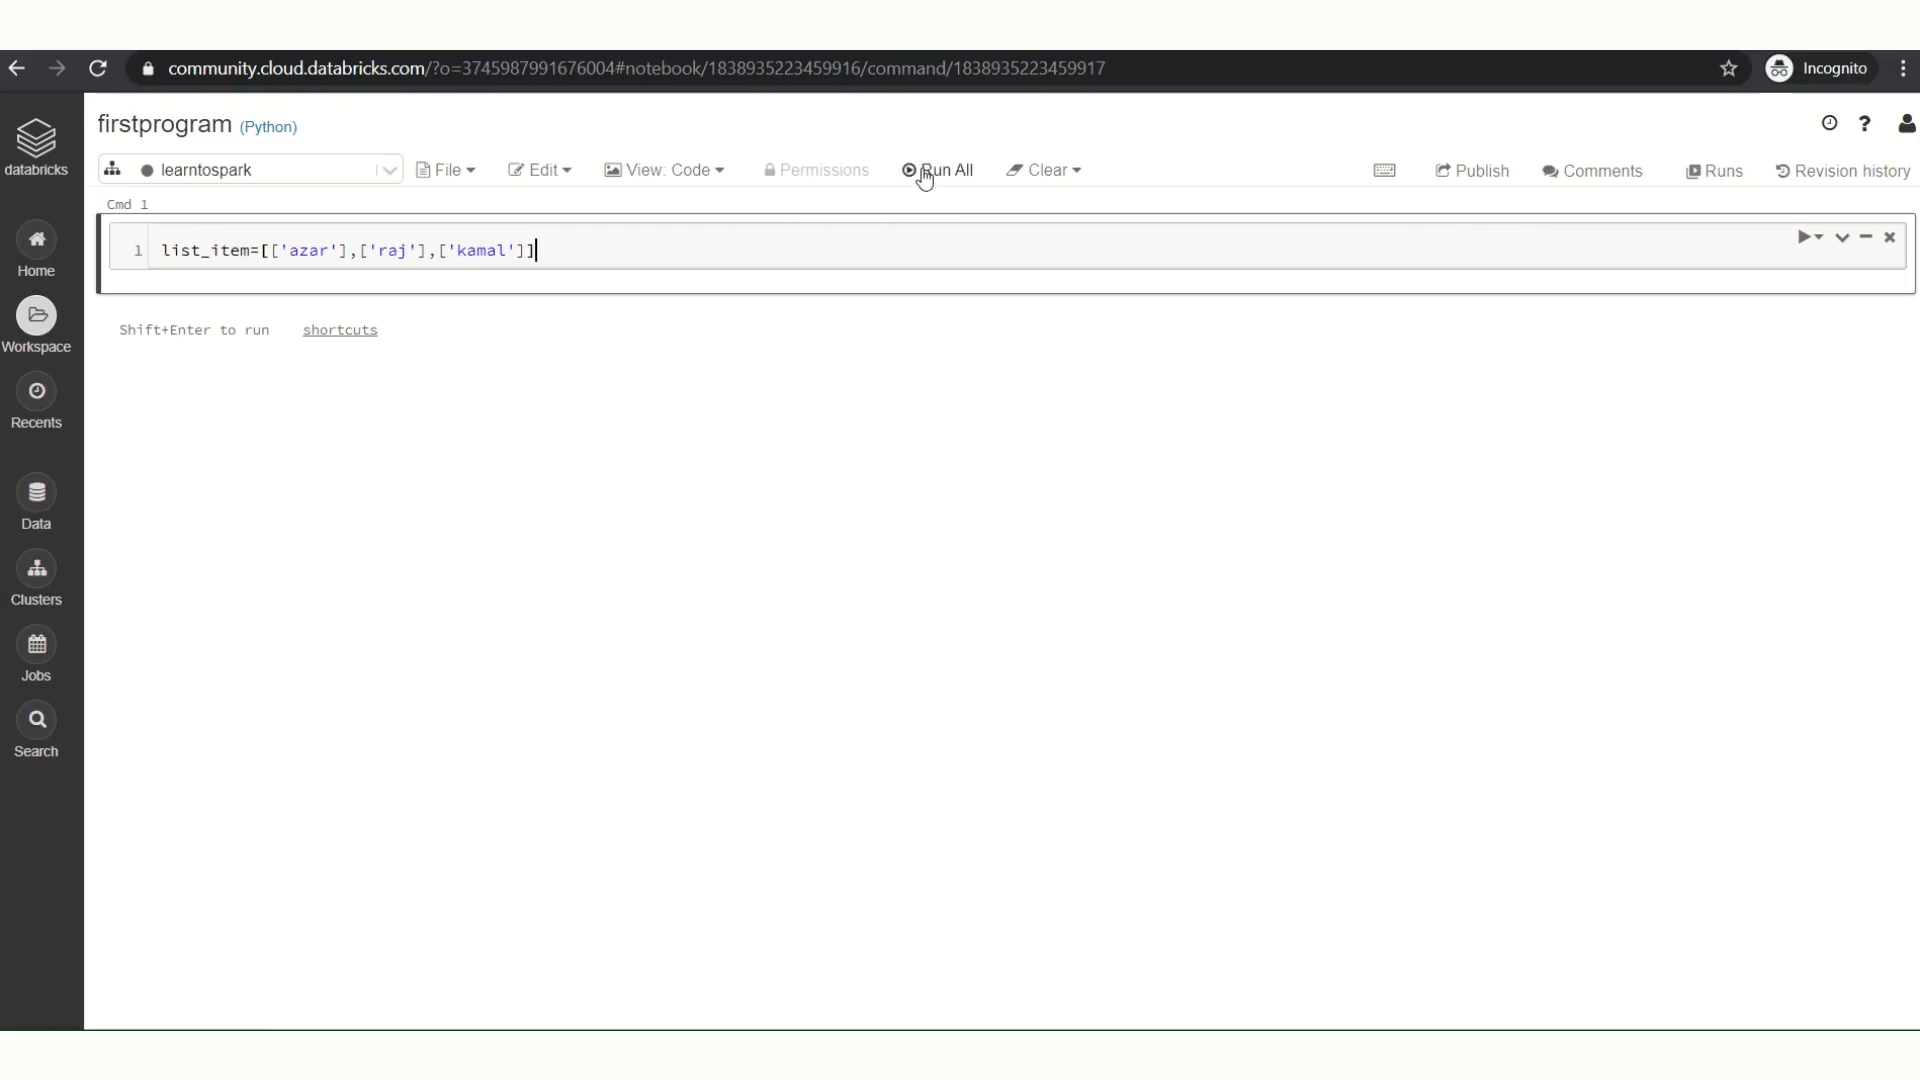 community.cloud.databricks.com/?o=3745987991676004#notebook/1838935223459916/command/1838935223459917
Incognito
databricks
firstprogram (Python)
learntospark
File
Edit
View: Code
Permissions
Run All
Clear
Publish
Comments
Runs
Revision history
Cmd 1
1 list_item=[['azar'],['raj'],['kamal']]
Shift+Enter to run shortcuts
Home
Workspace
Recents
Data
Clusters
Jobs
Search